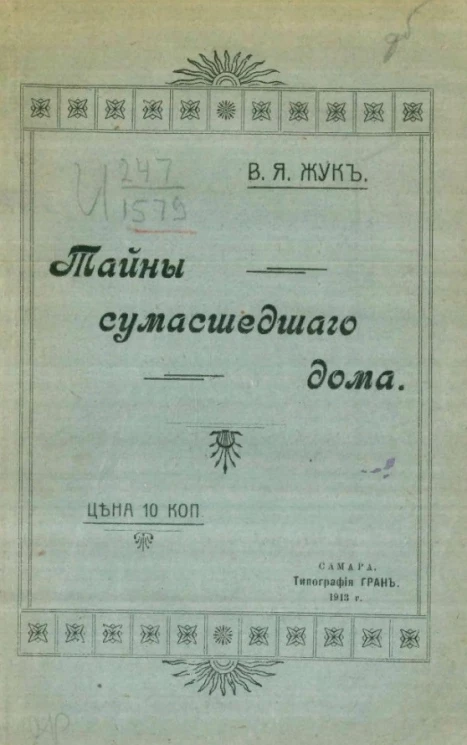 И 247
1579
В. Я. ЖУКЪ.
Тайны
сумасшедшаго
дома.
ЦѢНА 10 КОП
САМАРА.
Типографія ГРАНЪ.
1913 г.